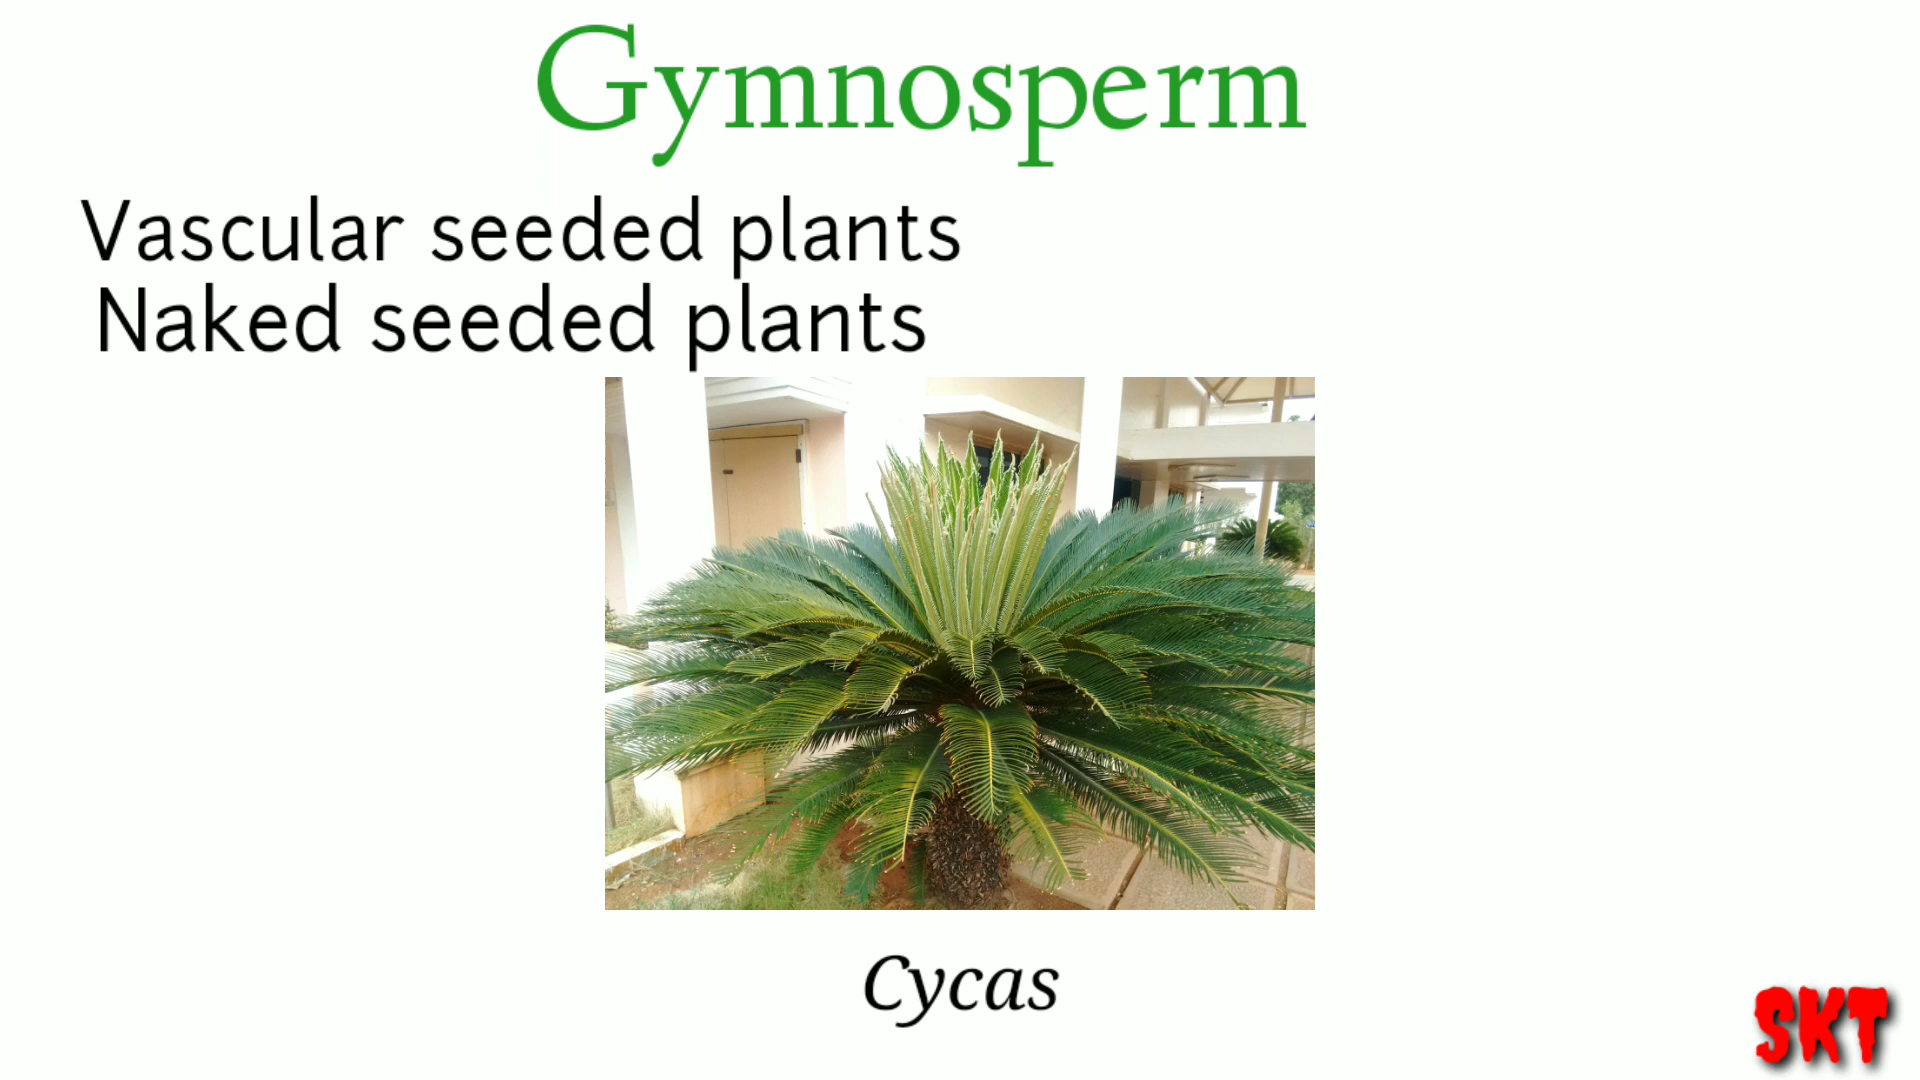 Gymnosperm
Vascular seeded plants
Naked seeded plants
Cycas
SKT